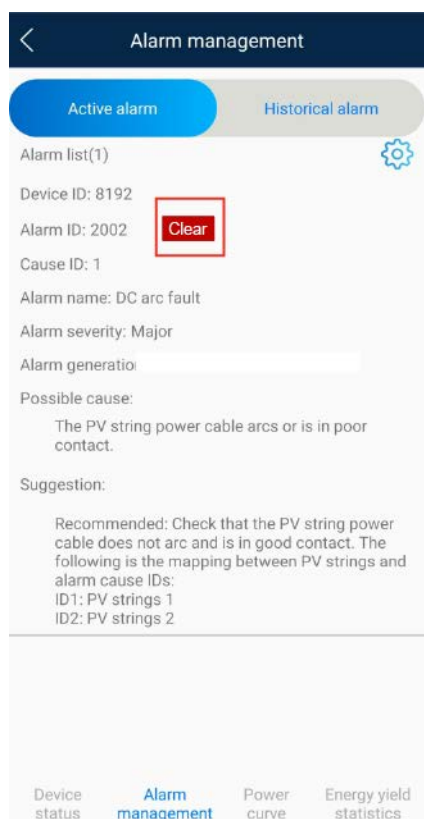 Alarm management
Active alarm
Historical alarm
Alarm list(1)
Device ID: 8192
Alarm ID: 2002
Clear
Cause ID: 1
Alarm name: DC arc fault
Alarm severity: Major
Alarm
Possible cause:
The PV string power cable arcs or is in poor
contact.
Suggestion:
Recommended: Check that the PV string power
cable does not arc and is in good contact. The
following is the mapping between PV strings and
alarm cause IDs:
ID1: PV strings 1
ID2: PV strings 2
Device
status
Alarm
management
Power
curve
Energy yield
statistics